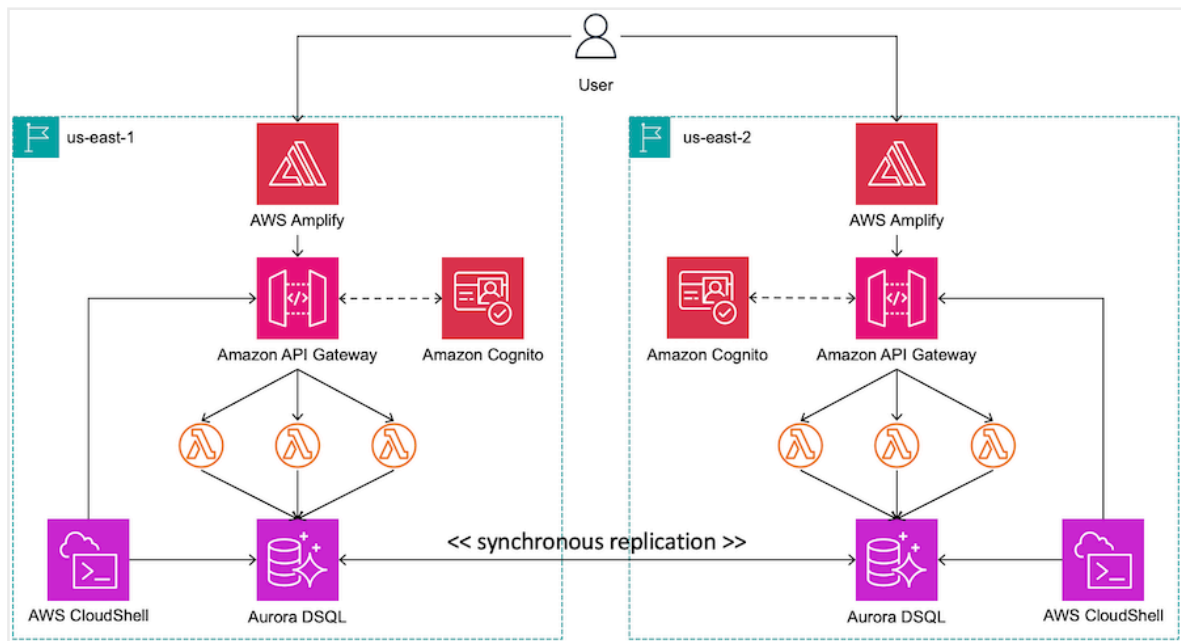 User
us-east-1
us-east-2
AWS Amplify
AWS Amplify
Amazon API Gateway
Amazon Cognito
Amazon Cognito
Amazon API Gateway
<< synchronous replication >>
AWS CloudShell
Aurora DSQL
Aurora DSQL
AWS CloudShell